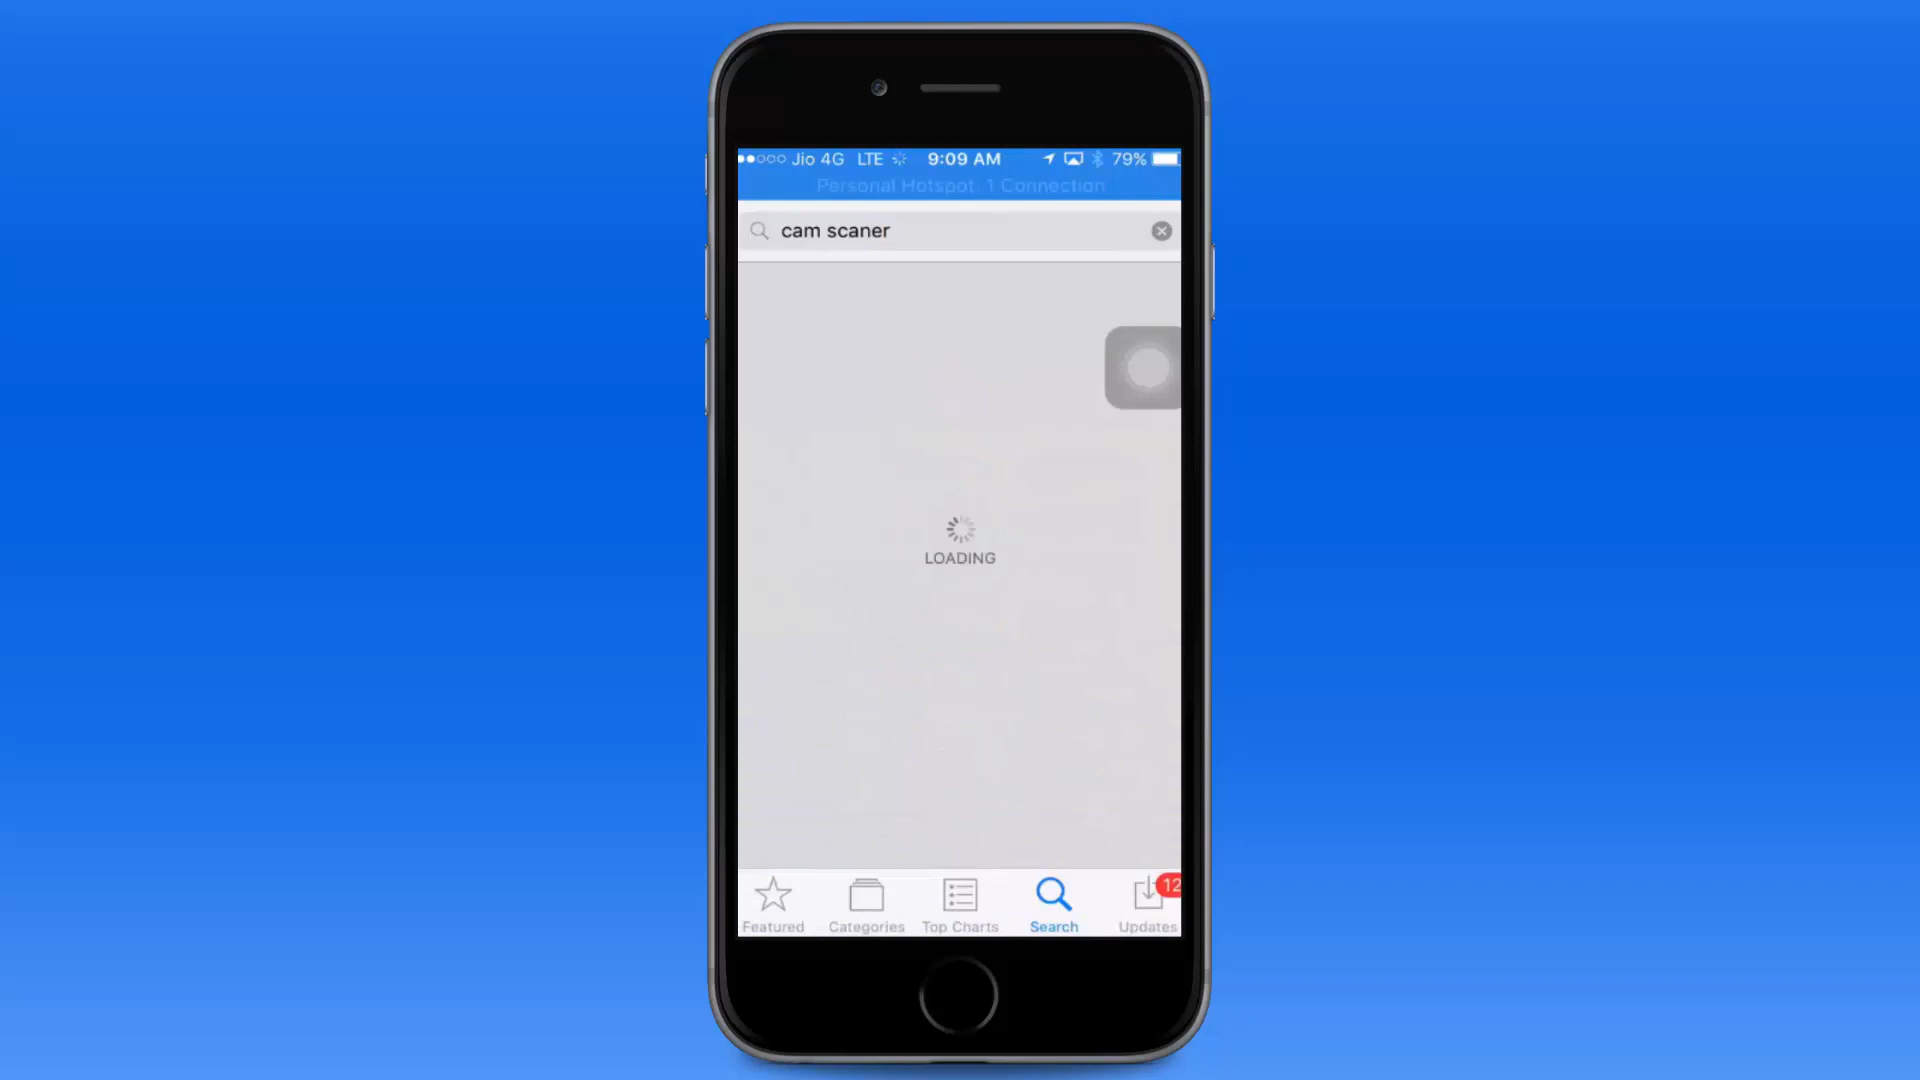 Jio 4G LTE 9:09 AM 79%
Personal Hotspot: 1 Connection
cam scaner
LOADING
12
Featured Categories Top Charts Search Updates